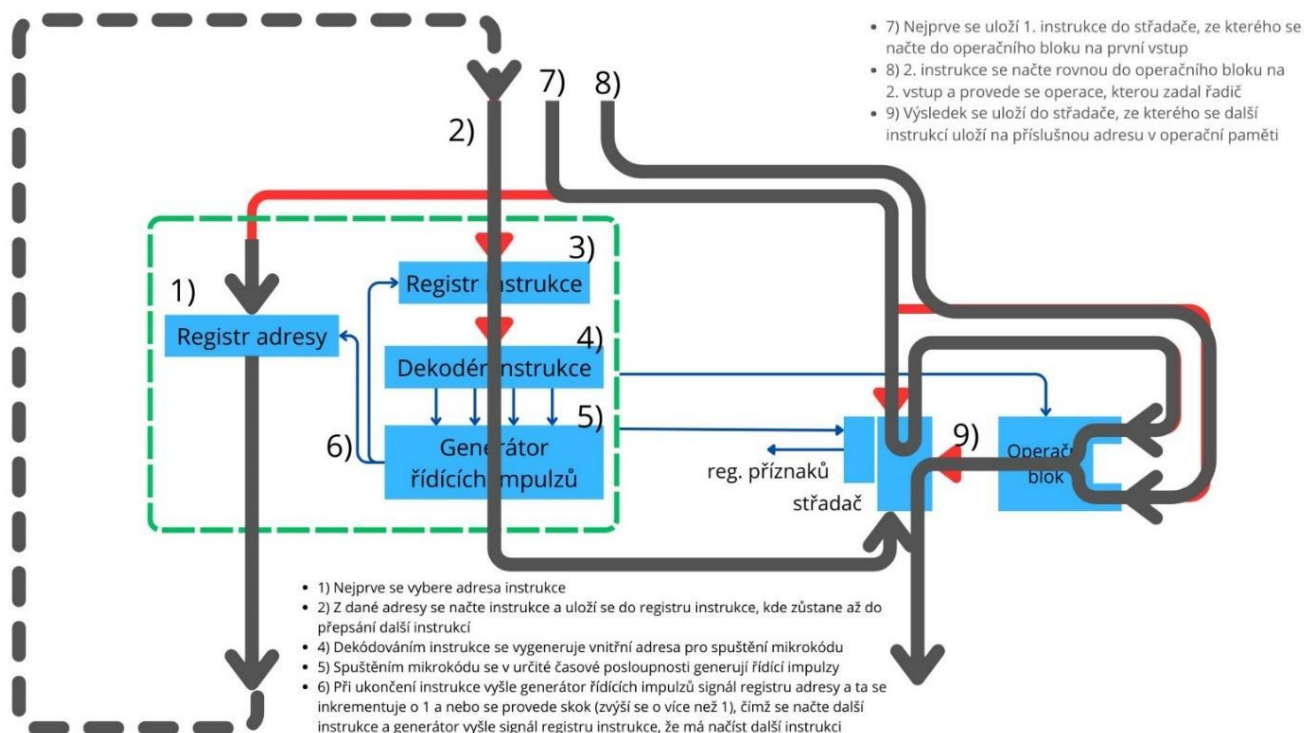 • 7) Nejprve se uloží 1. instrukce do střadače, ze kterého se
načte do operačního bloku na první vstup
• 8) 2. instrukce se načte rovnou do operačního bloku na
2. vstup a provede se operace, kterou zadal řadič
• 9) Výsledek se uloží do střadače, ze kterého se další
instrukcí uloží na příslušnou adresu v operační paměti
7)
8)
2)
3)
Registr instrukce
1)
Registr adresy
4)
Dekodér instrukce
5)
6)
Generátor
řídících impulzů
9)
reg. příznaků
střadač
Operační
blok
• 1) Nejprve se vybere adresa instrukce
• 2) Z dané adresy se načte instrukce a uloží se do registru instrukce, kde zůstane až do
přepsání další instrukcí
• 4) Dekódováním instrukce se vygeneruje vnitřní adresa pro spuštění mikrokódu
• 5) Spuštěním mikrokódu se v určité časové posloupnosti generují řídící impulzy
• 6) Při ukončení instrukce vyšle generátor řídících impulzů signál registru adresy a ta se
inkrementuje o 1 a nebo se provede skok (zvýší se o více než 1), čímž se načte další
instrukce a generátor vyšle signál registru instrukce, že má načíst další instrukci